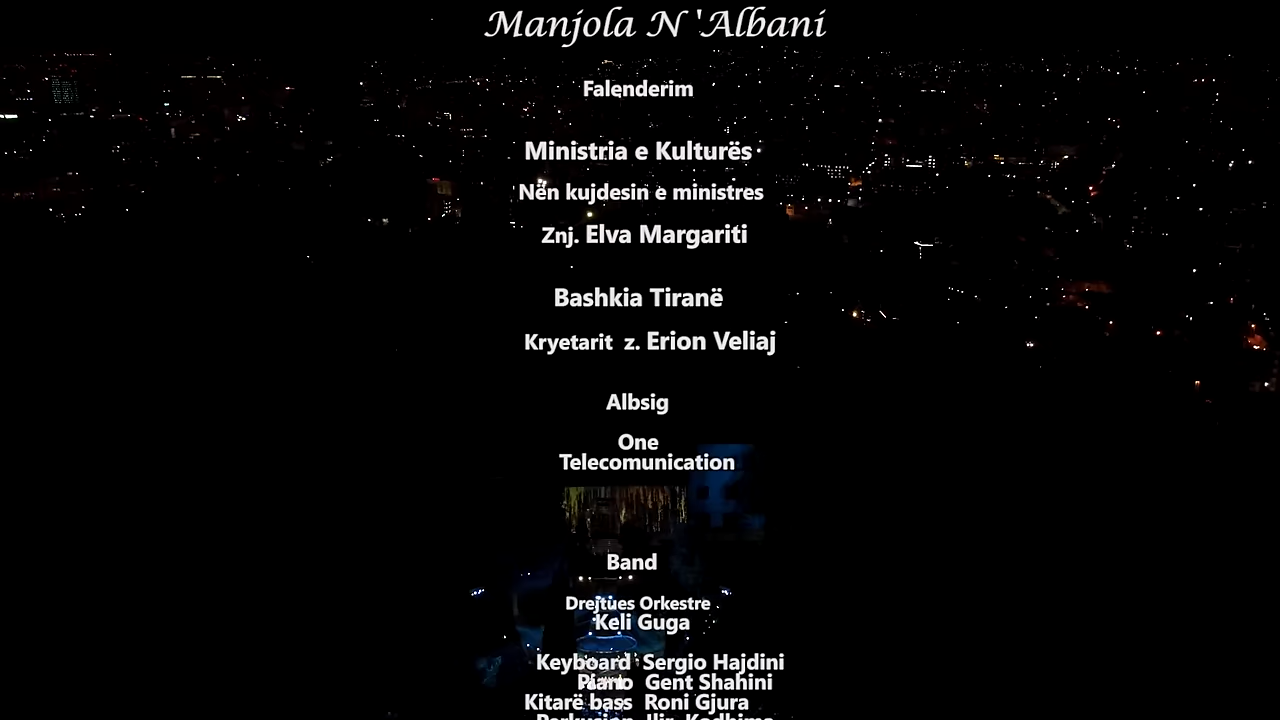 Manjola N 'Albani
Falenderim
Ministria e Kulturës
Nën kujdesin e ministres
Znj. Elva Margariti
Bashkia Tiranë
Kryetarit z. Erion Veliaj
Albsig
One
Telecomunication
Band
Drejtues Orkestre
Keli Guga
Keyboard Sergio Hajdini
Piano Gent Shahini
Kitarë bass Roni Gjura